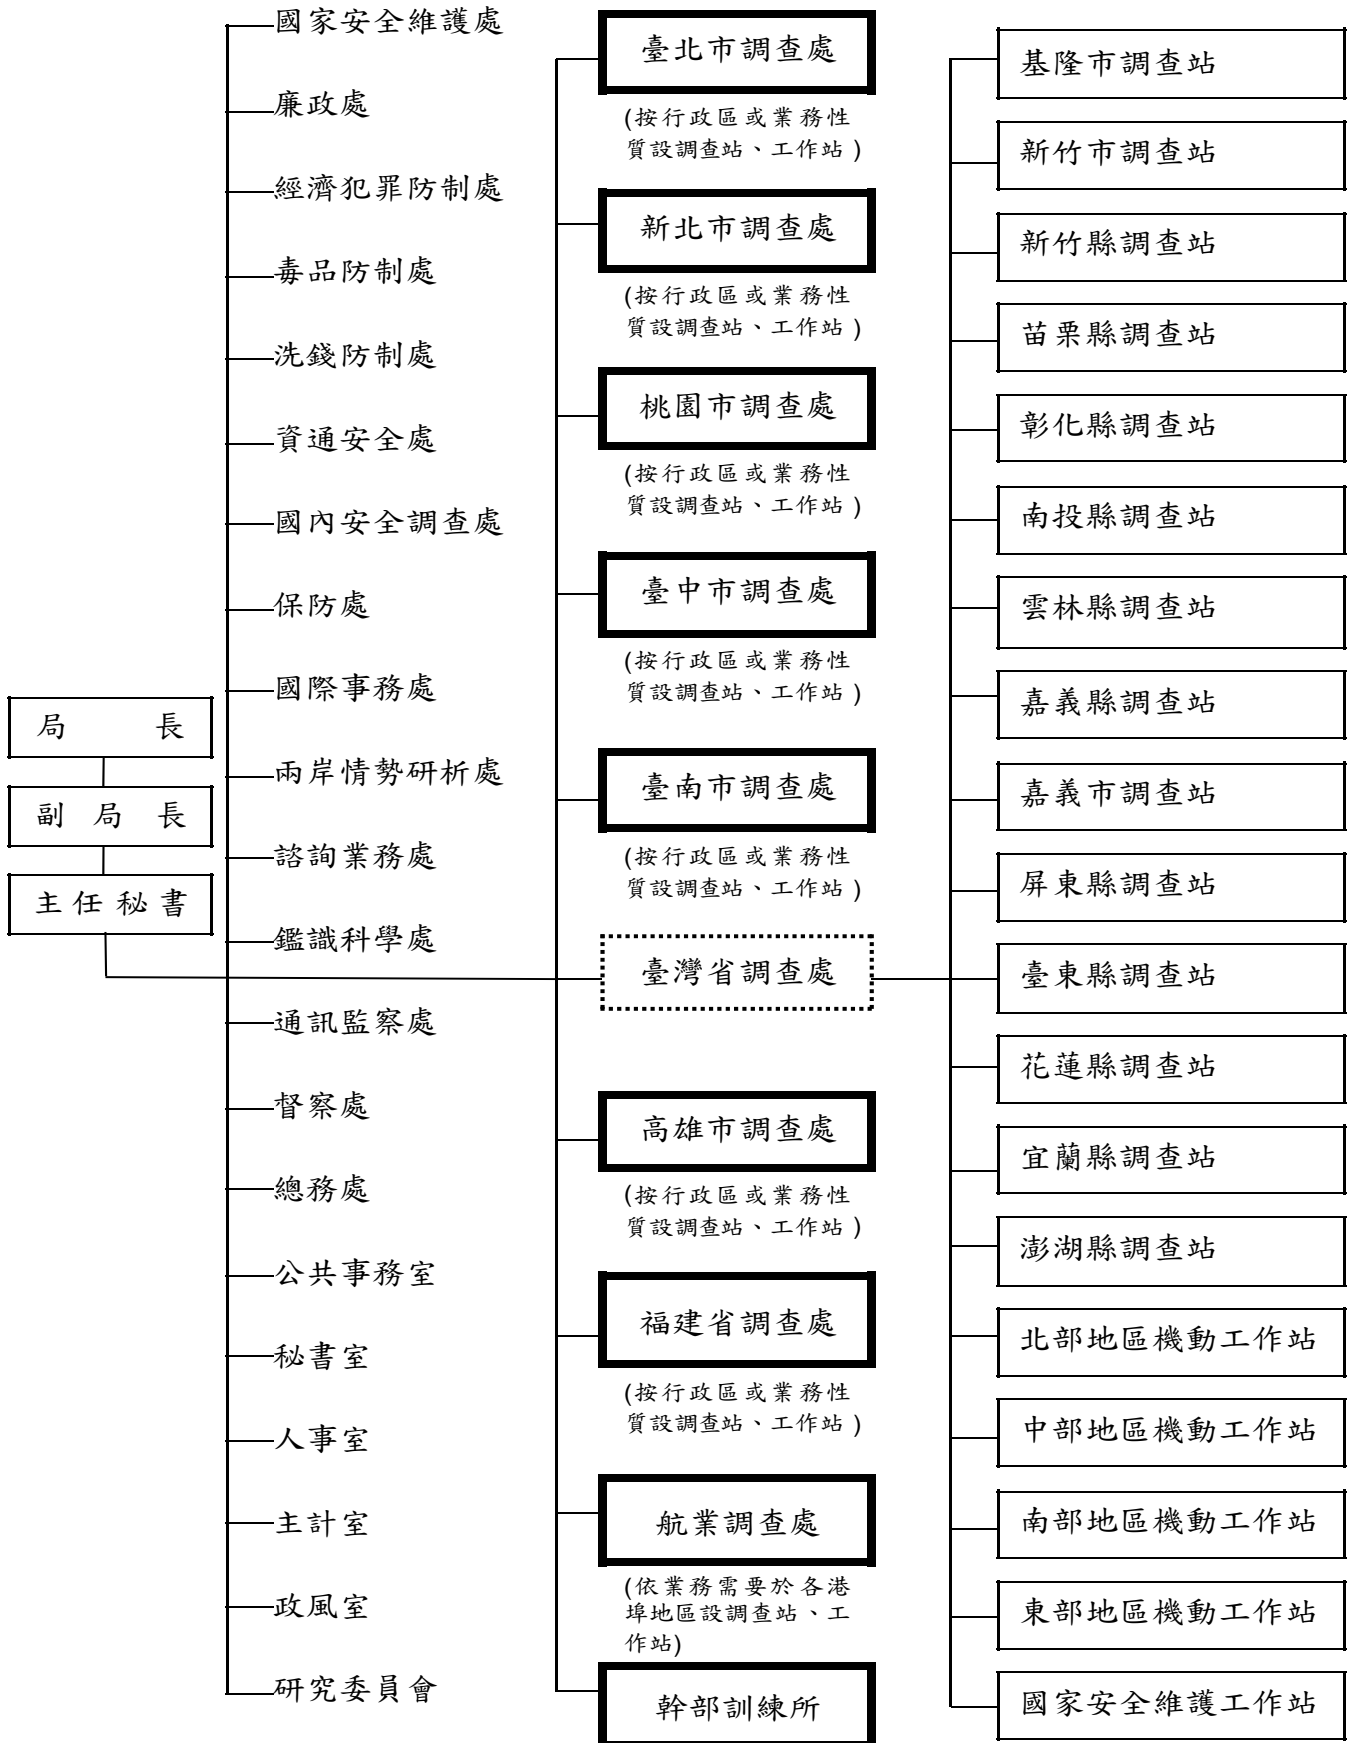 局長
副局長
主任秘書
國家安全維護處
廉政處
經濟犯罪防制處
毒品防制處
洗錢防制處
資通安全處
國內安全調查處
保防處
國際事務處
兩岸情勢研析處
諮詢業務處
鑑識科學處
通訊監察處
督察處
總務處
公共事務室
秘書室
人事室
主計室
政風室
研究委員會
臺北市調查處
(按行政區或業務性
質設調查站、工作站)
新北市調查處
(按行政區或業務性
質設調查站、工作站)
桃園市調查處
(按行政區或業務性
質設調查站、工作站)
臺中市調查處
(按行政區或業務性
質設調查站、工作站)
臺南市調查處
(按行政區或業務性
質設調查站、工作站)
臺灣省調查處
高雄市調查處
(按行政區或業務性
質設調查站、工作站)
福建省調查處
(按行政區或業務性
質設調查站、工作站)
航業調查處
(依業務需要於各港
埠地區設調查站、工
作站)
幹部訓練所
基隆市調查站
新竹市調查站
新竹縣調查站
苗栗縣調查站
彰化縣調查站
南投縣調查站
雲林縣調查站
嘉義縣調查站
嘉義市調查站
屏東縣調查站
臺東縣調查站
花蓮縣調查站
宜蘭縣調查站
澎湖縣調查站
北部地區機動工作站
中部地區機動工作站
南部地區機動工作站
東部地區機動工作站
國家安全維護工作站